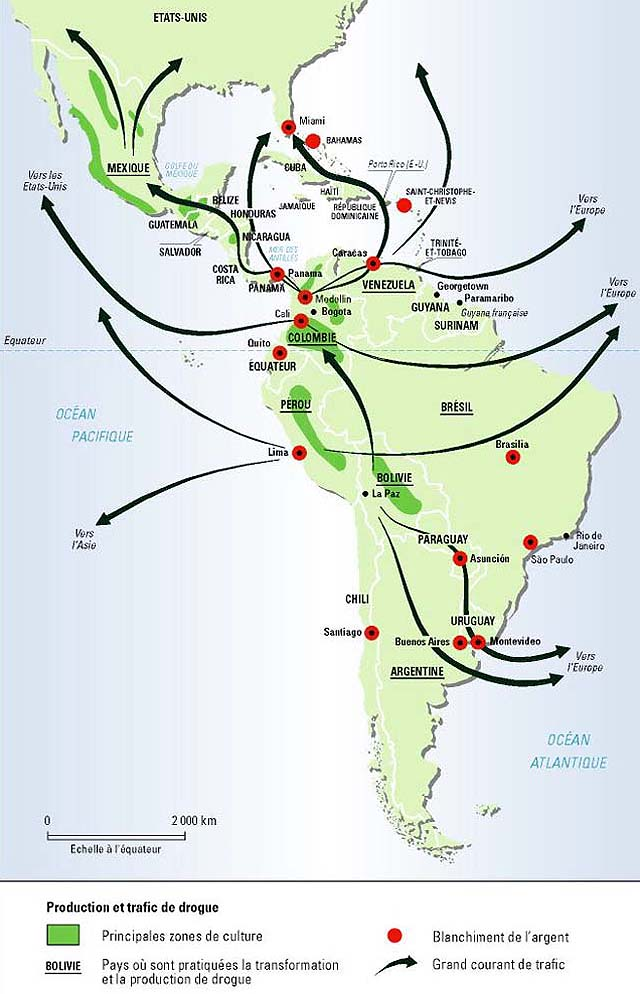 ETATS-UNIS
Miami
BAHAMAS
MEXIQUE
GOLFE DU
MEXIQUE
Porto Rico (É.-U.)
CUBA
Vers les
Etats-Unis
HAÏTI
SAINT-CHRISTOPHE-
ET-NEVIS
BELIZE
JAMAÏQUE
RÉPUBLIQUE
DOMINICAINE
Vers
l'Europe
HONDURAS
GUATEMALA
NICARAGUA
SALVADOR
MER DES
ANTILLES
Caracas
TRINITÉ-
ET-TOBAGO
COSTA
RICA
Panama
PANAMÁ
VENEZUELA
Georgetown
Vers
l'Europe
Medollin
Paramaribo
GUYANA
Cali
Bogota
Guyane française
SURINAM
Equateur
Quito
COLOMBIE
ÉQUATEUR
PÉROU
BRÉSIL
OCÉAN
PACIFIQUE
Lima
Brasilia
BOLIVIE
La Paz
Vers
l'Asie
PARAGUAY
Rio de
Janeiro
Asunción
São Paulo
CHILI
URUGUAY
Santiago
Buenos Aires
Montevideo
Vers
l'Europe
ARGENTINE
OCÉAN
ATLANTIQUE
0
2 000 km
Echelle à l'équateur
Production et trafic de drogue
Principales zones de culture
Blanchiment de l'argent
BOLIVIE
Pays où sont pratiquées la transformation
et la production de drogue
Grand courant de trafic